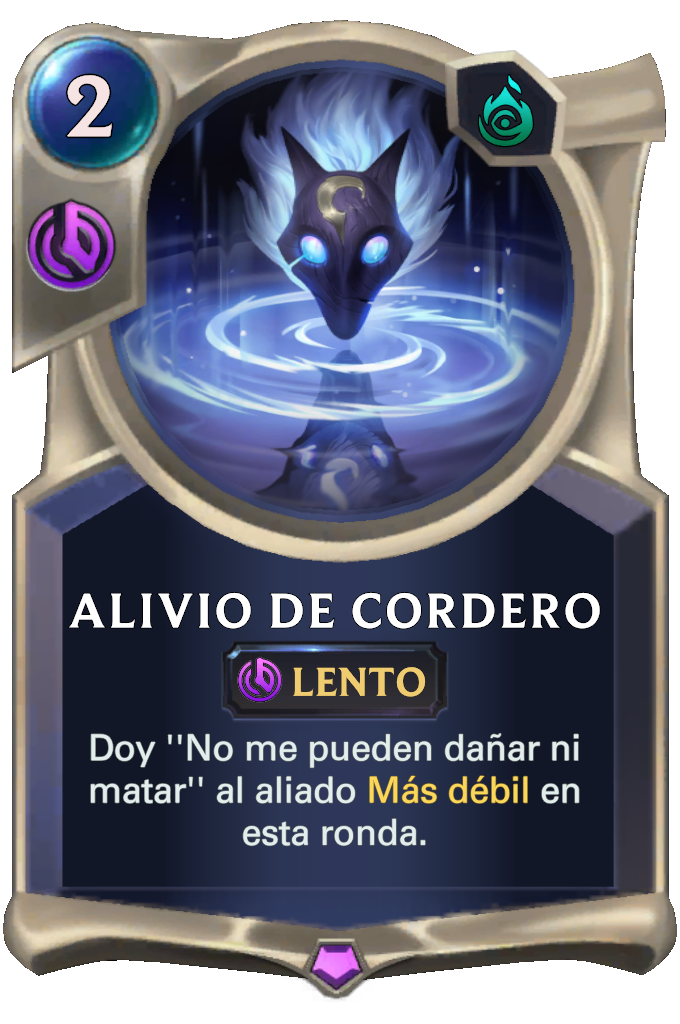 2
ALIVIO DE CORDERO
LENTO
Doy ''No me pueden dañar ni
matar'' al aliado Más débil en
esta ronda.